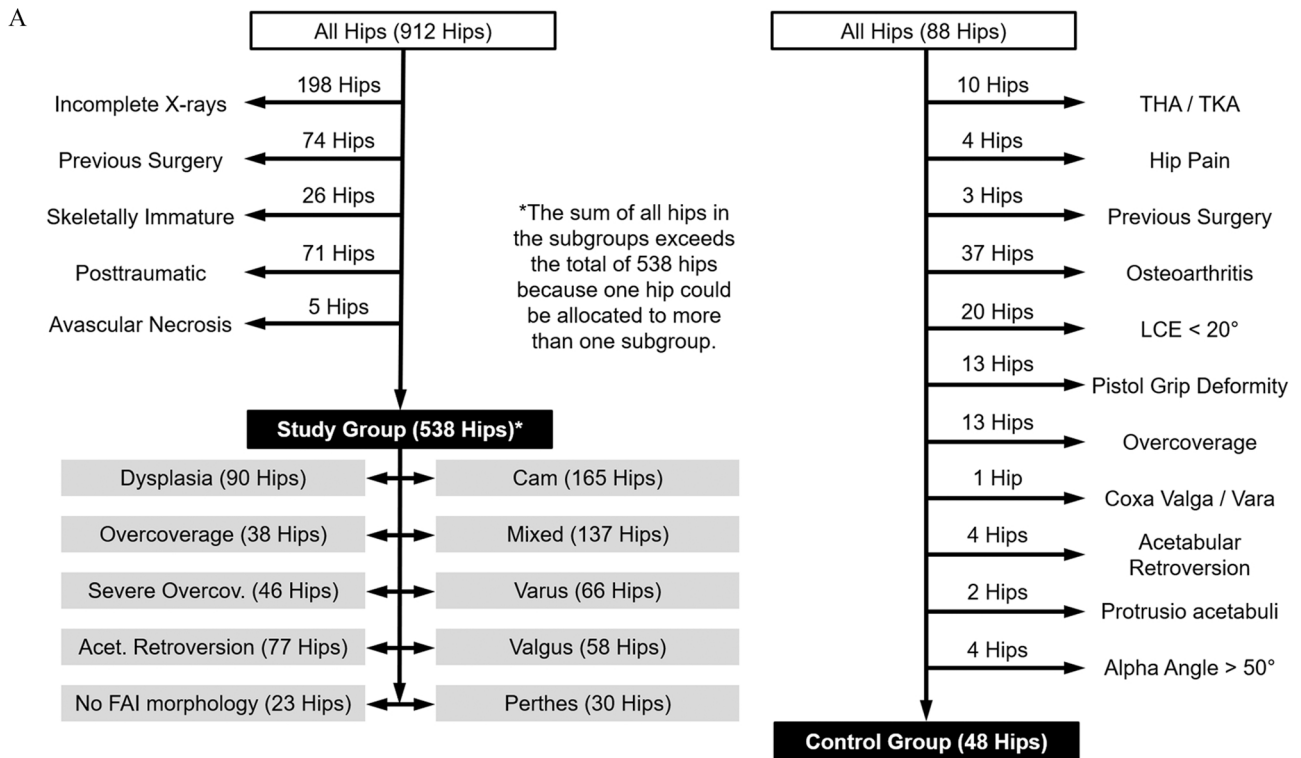 A
All Hips (912 Hips)
198 Hips
Incomplete X-rays
74 Hips
Previous Surgery
26 Hips
Skeletally Immature
71 Hips
Posttraumatic
5 Hips
Avascular Necrosis
*The sum of all hips in
the subgroups exceeds
the total of 538 hips
because one hip could
be allocated to more
than one subgroup.
Study Group (538 Hips)*
Dysplasia (90 Hips)
Cam (165 Hips)
Overcoverage (38 Hips)
Mixed (137 Hips)
Severe Overcov. (46 Hips)
Varus (66 Hips)
Acet. Retroversion (77 Hips)
Valgus (58 Hips)
No FAI morphology (23 Hips)
Perthes (30 Hips)
All Hips (88 Hips)
10 Hips
THA / TKA
4 Hips
Hip Pain
3 Hips
Previous Surgery
37 Hips
Osteoarthritis
20 Hips
LCE < 20°
13 Hips
Pistol Grip Deformity
13 Hips
Overcoverage
1 Hip
Coxa Valga / Vara
4 Hips
Acetabular
Retroversion
2 Hips
Protrusio acetabuli
4 Hips
Alpha Angle > 50°
Control Group (48 Hips)